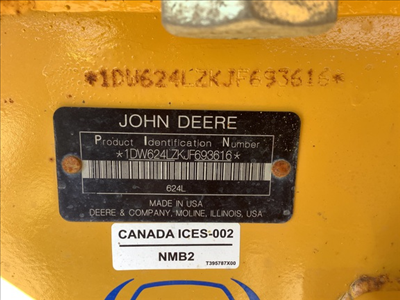 *1DW624LZKJF693616*
JOHN DEERE
Product Identification Number
*1DW624LZKJF693616*
624L
MADE IN USA
DEERE & COMPANY, MOLINE, ILLINOIS, USA
CANADA ICES-002
NMB2
T395787X00